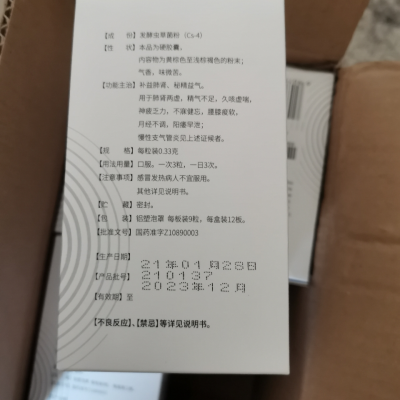 【成 份】发酵虫草菌粉（Cs-4）
【性 状】本品为硬胶囊，
内容物为黄棕色至浅棕褐色的粉末；
气香，味微苦。
【功能主治】补益肺肾，秘精益气。
用于肺肾两虚，精气不足，久咳虚喘，
神疲乏力，不寐健忘，腰膝疲软，
月经不调，阳痿早泄；
慢性支气管炎见上述证候者。
【规 格】每粒装0.33克
【用法用量】口服。一次3粒，一日3次。
【注意事项】感冒发热病人不宜服用。
其他详见说明书。
【贮 藏】密封。
【包 装】铝塑泡罩 每板装9粒，每盒装12板。
【批准文号】国药准字Z10890003
【生产日期】21年01月28日
【产品批号】210137
【有效期】至 2023年12月
【不良反应】、【禁忌】等详见说明书。